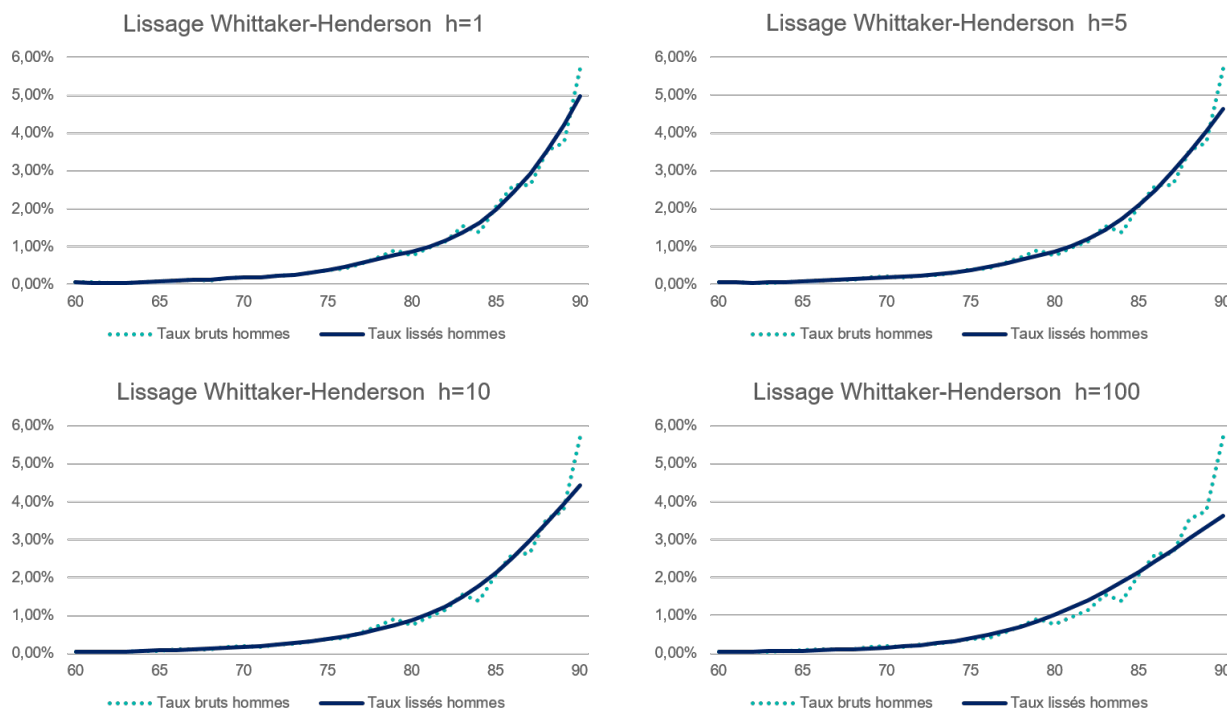 Lissage Whittaker-Henderson h=1
6,00%
5,00%
4,00%
3,00%
2,00%
1,00%
0,00%
60 65 70 75 80 85 90
Taux bruts hommes Taux lissés hommes
Lissage Whittaker-Henderson h=5
6,00%
5,00%
4,00%
3,00%
2,00%
1,00%
0,00%
60 65 70 75 80 85 90
Taux bruts hommes Taux lissés hommes
Lissage Whittaker-Henderson h=10
6,00%
5,00%
4,00%
3,00%
2,00%
1,00%
0,00%
60 65 70 75 80 85 90
Taux bruts hommes Taux lissés hommes
Lissage Whittaker-Henderson h=100
6,00%
5,00%
4,00%
3,00%
2,00%
1,00%
0,00%
60 65 70 75 80 85 90
Taux bruts hommes Taux lissés hommes